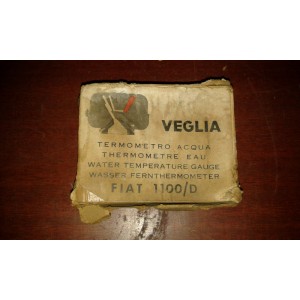 VEGLIA
TERMOMETRO ACQUA
THERMOMETRE EAU
WATER TEMPERATURE GAUGE
WASSER FERNTHERMOMETER
FIAT 1100/D